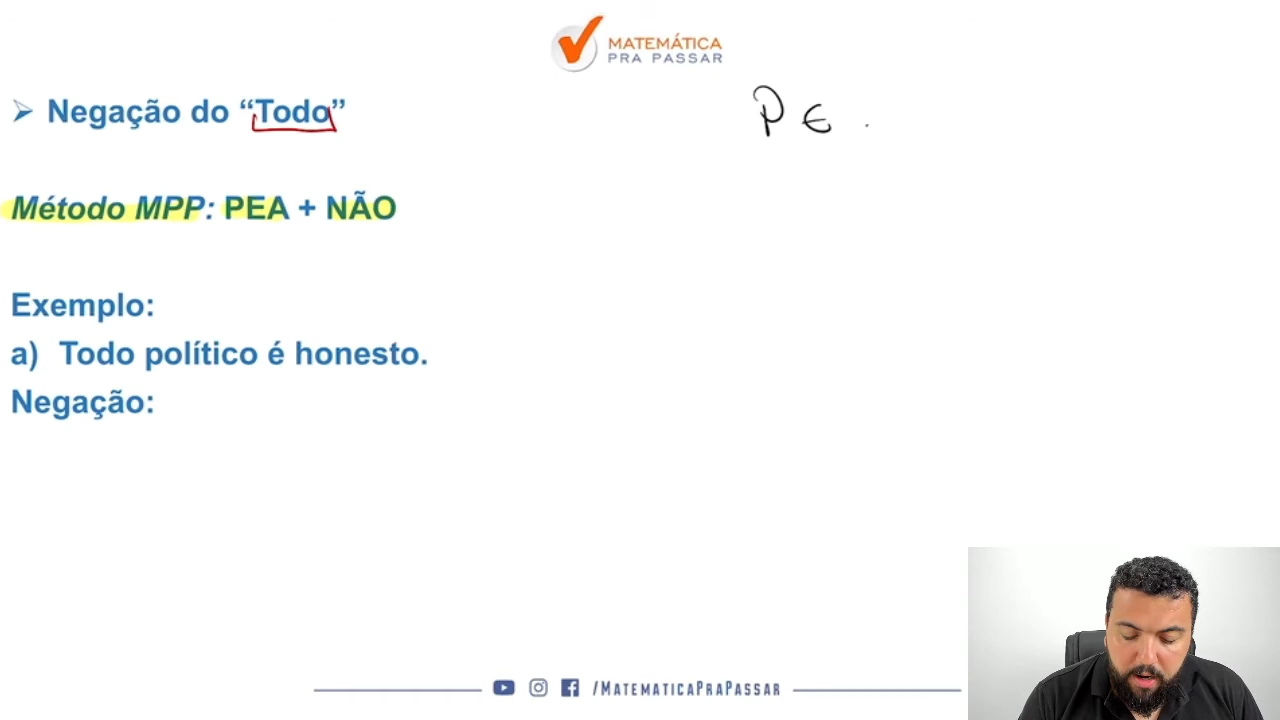 MATEMÁTICA
PRA PASSAR
➢ Negação do “Todo”
P E
Método MPP: PEA + NÃO
Exemplo:
a) Todo político é honesto.
Negação:
/MATEMATICAPRAPASSAR